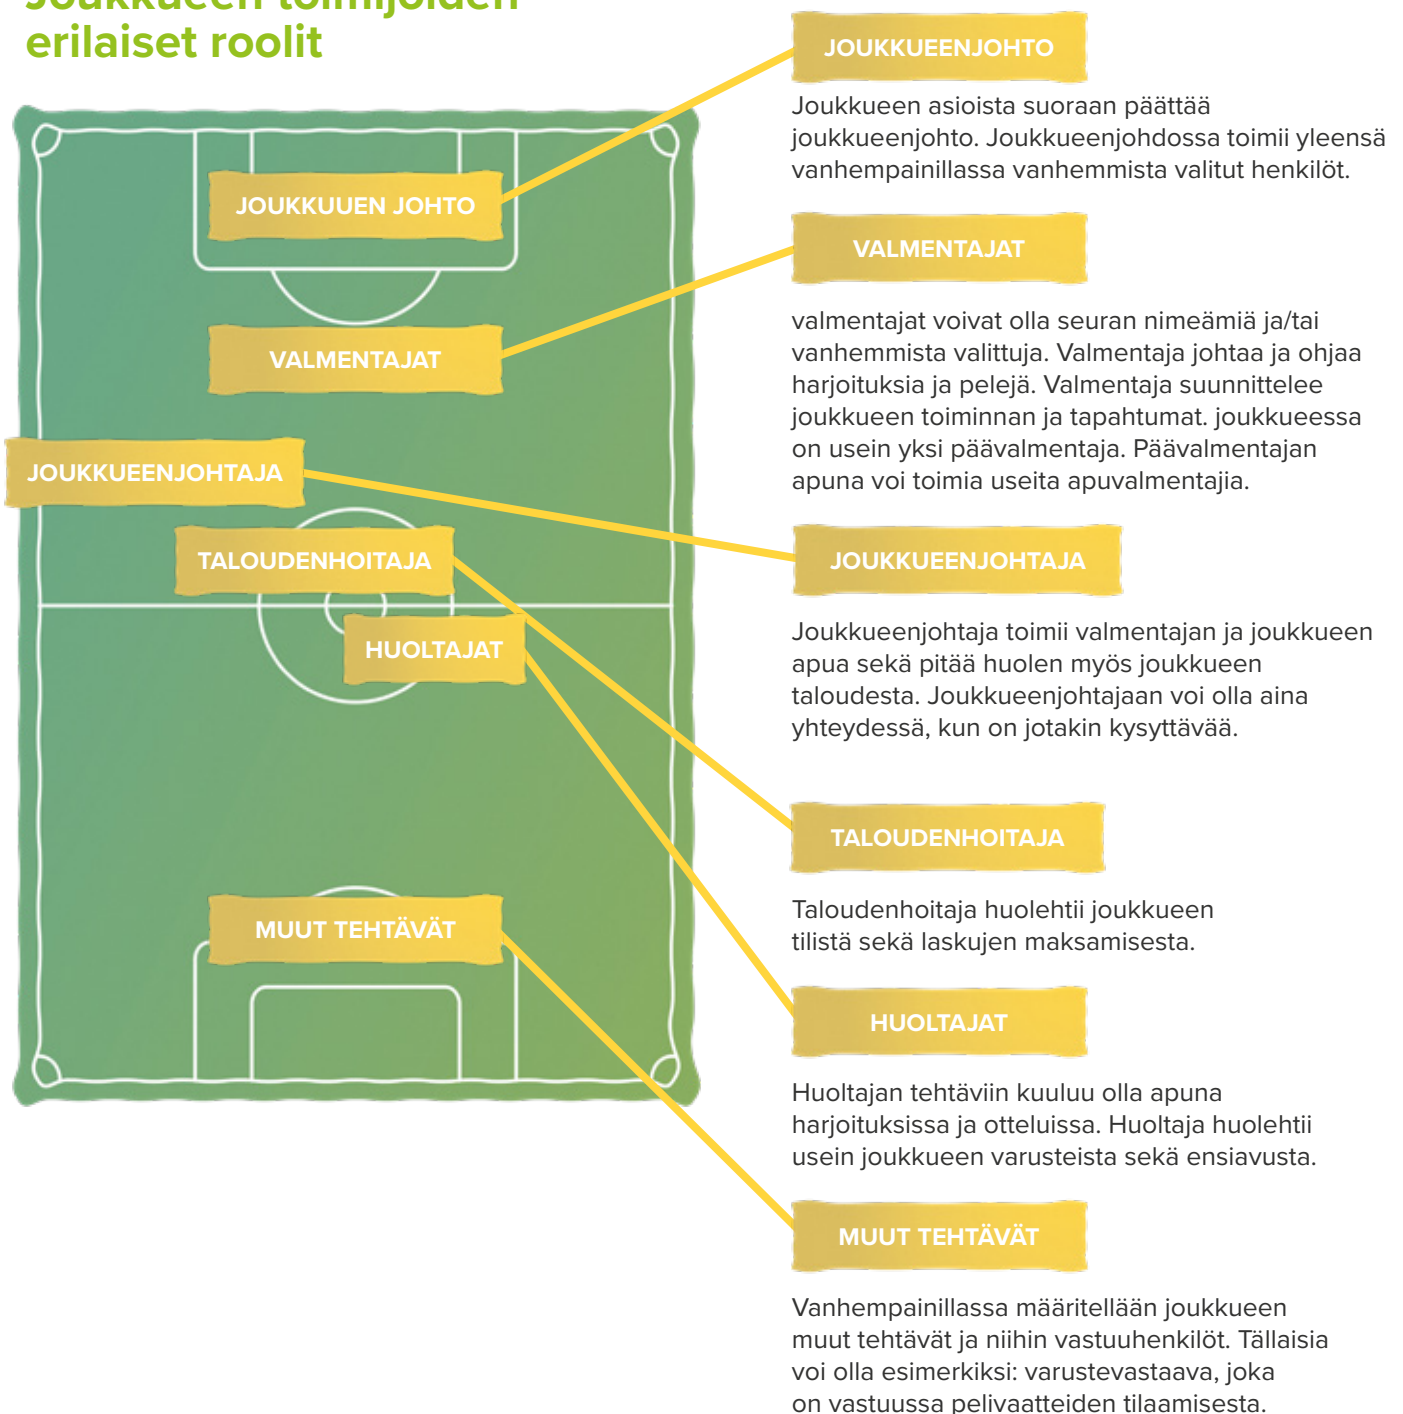 Joukkueen toimijoiden
erilaiset roolit
JOUKKUUEN JOHTO
VALMENTAJAT
JOUKKUEENJOHTAJA
TALOUDENHOITAJA
HUOLTAJAT
MUUT TEHTÄVÄT
JOUKKUEENJOHTO
Joukkueen asioista suoraan päättää
joukkueenjohto. Joukkueenjohdossa toimii yleensä
vanhempainillassa vanhemmista valitut henkilöt.
VALMENTAJAT
valmentajat voivat olla seuran nimeämiä ja/tai
vanhemmista valittuja. Valmentaja johtaa ja ohjaa
harjoituksia ja pelejä. Valmentaja suunnittelee
joukkueen toiminnan ja tapahtumat. joukkueessa
on usein yksi päävalmentaja. Päävalmentajan
apuna voi toimia useita apuvalmentajia.
JOUKKUEENJOHTAJA
Joukkueenjohtaja toimii valmentajan ja joukkueen
apua sekä pitää huolen myös joukkueen
taloudesta. Joukkueenjohtajaan voi olla aina
yhteydessä, kun on jotakin kysyttävää.
TALOUDENHOITAJA
Taloudenhoitaja huolehtii joukkueen
tilistä sekä laskujen maksamisesta.
HUOLTAJAT
Huoltajan tehtäviin kuuluu olla apuna
harjoituksissa ja otteluissa. Huoltaja huolehtii
usein joukkueen varusteista sekä ensiavusta.
MUUT TEHTÄVÄT
Vanhempainillassa määritellään joukkueen
muut tehtävät ja niihin vastuuhenkilöt. Tällaisia
voi olla esimerkiksi: varustevastaava, joka
on vastuussa pelivaatteiden tilaamisesta.